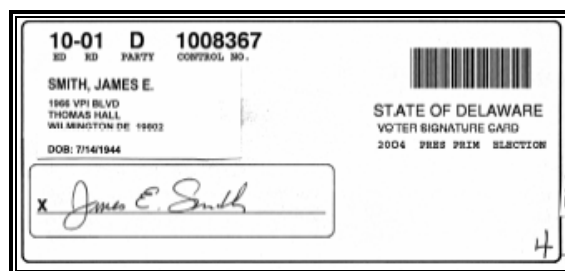 10-01 D 1008367
ED RD PARTY CONTROL NO.
SMITH, JAMES E.
1966 VPI BLVD
THOMAS HALL
WILMINGTON DE 19802
DOB: 7/14/1944
X James E. Smith
STATE OF DELAWARE
VOTER SIGNATURE CARD
2004 PRES PRIM ELECTION
4